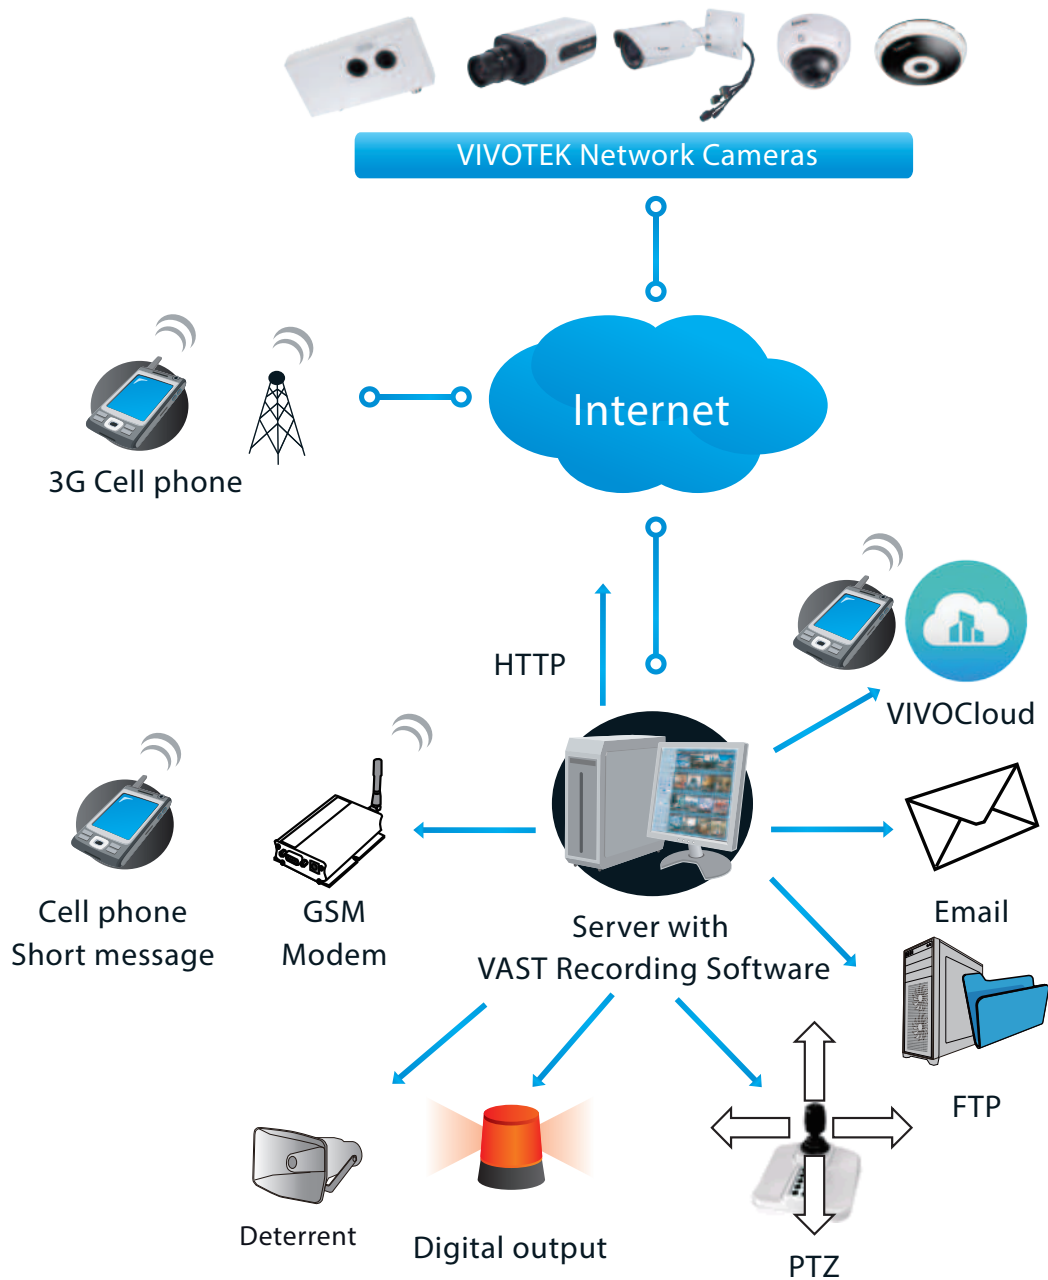 VIVOTEK Network Cameras
Internet
3G Cell phone
HTTP
VIVOCloud
Cell phone
Short message
GSM
Modem
Server with
VAST Recording Software
Email
FTP
Deterrent
Digital output
PTZ